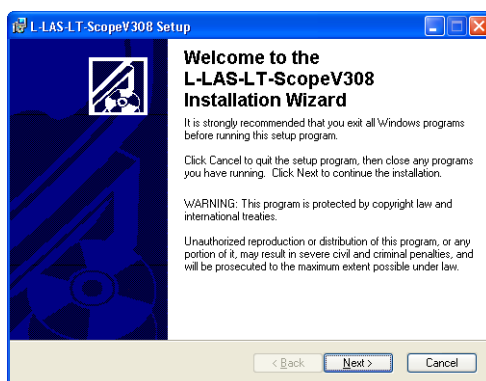 L-LAS-LT-ScopeV308 Setup
Welcome to the
L-LAS-LT-ScopeV308
Installation Wizard
It is strongly recommended that you exit all Windows programs
before running this setup program.
Click Cancel to quit the setup program, then close any programs
you have running. Click Next to continue the installation.
WARNING: This program is protected by copyright law and
international treaties.
Unauthorized reproduction or distribution of this program, or any
portion of it, may result in severe civil and criminal penalties, and
will be prosecuted to the maximum extent possible under law.
< Back Next > Cancel